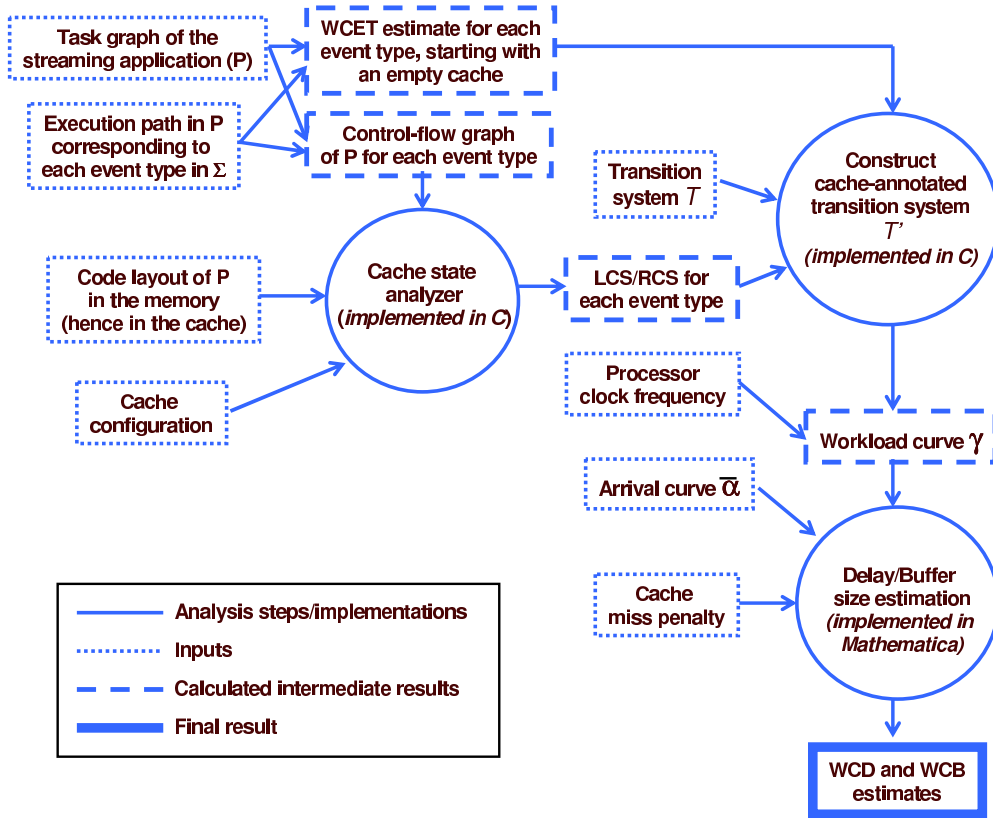 Task graph of the
streaming application (P)
WCET estimate for each
event type, starting with
an empty cache
Execution path in P
corresponding to
each event type in Σ
Control-flow graph
of P for each event type
Transition
system T
Construct
cache-annotated
transition system
T'
(implemented in C)
Code layout of P
in the memory
(hence in the cache)
Cache state
analyzer
(implemented in C)
LCS/RCS for
each event type
Cache
configuration
Processor
clock frequency
Workload curve γ
Arrival curve α̅
Cache
miss penalty
Delay/Buffer
size estimation
(implemented in
Mathematica)
Analysis steps/implementations
Inputs
Calculated intermediate results
Final result
WCD and WCB
estimates